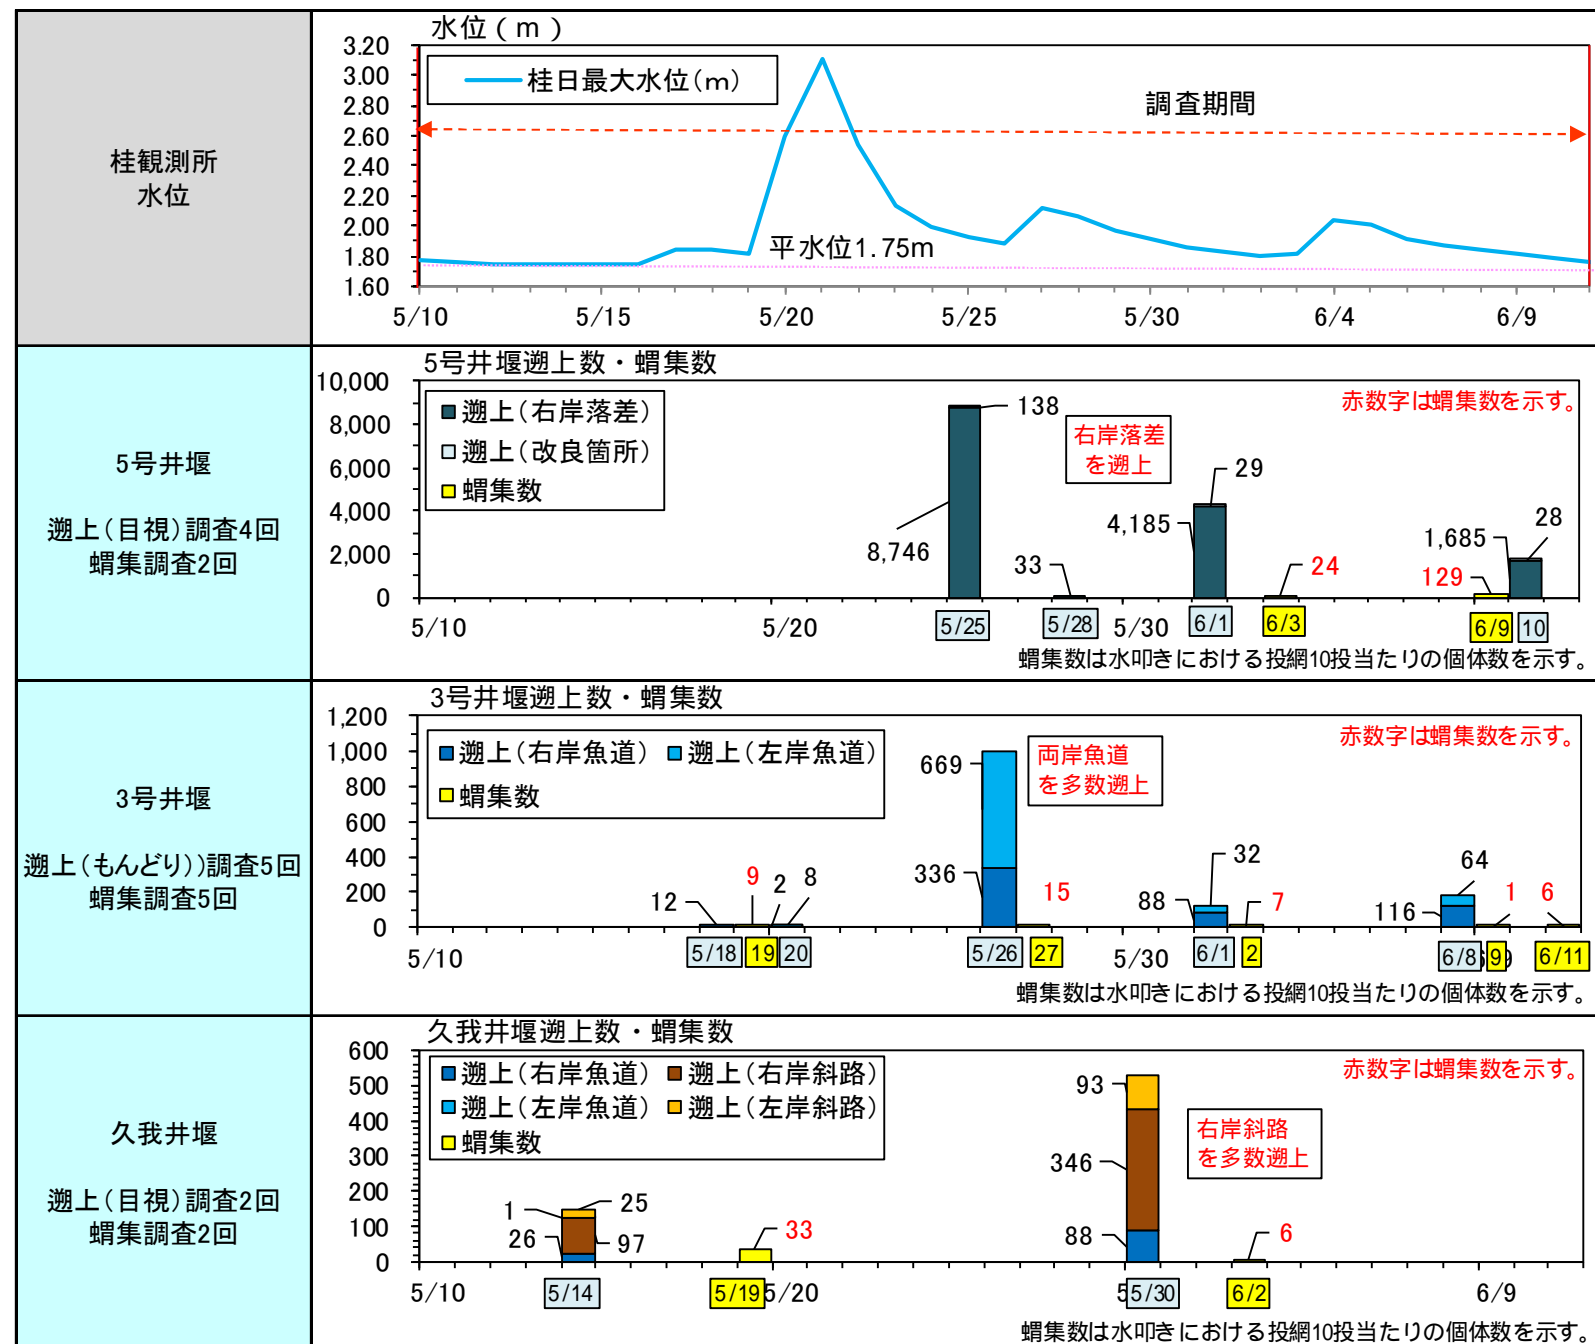 桂観測所
水位
水位（m）
3.20
3.00
2.80
2.60
2.40
2.20
2.00
1.80
1.60
桂日最大水位(m)
調査期間
平水位1.75m
5/10
5/15
5/20
5/25
5/30
6/4
6/9
5号井堰
遡上(目視)調査4回
蝟集調査2回
5号井堰遡上数・蝟集数
10,000
8,000
6,000
4,000
2,000
0
遡上(右岸落差)
遡上(改良箇所)
蝟集数
赤数字は蝟集数を示す。
右岸落差
を遡上
138
8,746
33
29
4,185
24
1,685
28
129
5/10
5/20
5/25
5/28
5/30
6/1
6/3
6/9
10
蝟集数は水叩きにおける投網10投当たりの個体数を示す。
3号井堰
遡上(もんどり))調査5回
蝟集調査5回
3号井堰遡上数・蝟集数
1,200
1,000
800
600
400
200
0
遡上(右岸魚道)
遡上(左岸魚道)
蝟集数
赤数字は蝟集数を示す。
両岸魚道
を多数遡上
12
9
2
8
669
336
15
88
32
7
116
64
1
6
5/10
5/18
19
20
5/26
27
5/30
6/1
2
6/8
9
6/11
蝟集数は水叩きにおける投網10投当たりの個体数を示す。
久我井堰
遡上(目視)調査2回
蝟集調査2回
久我井堰遡上数・蝟集数
600
500
400
300
200
100
0
遡上(右岸魚道)
遡上(右岸斜路)
遡上(左岸魚道)
遡上(左岸斜路)
蝟集数
赤数字は蝟集数を示す。
右岸斜路
を多数遡上
1
25
26
97
33
93
346
88
6
5/10
5/14
5/19
5/20
5/30
6/2
6/9
蝟集数は水叩きにおける投網10投当たりの個体数を示す。